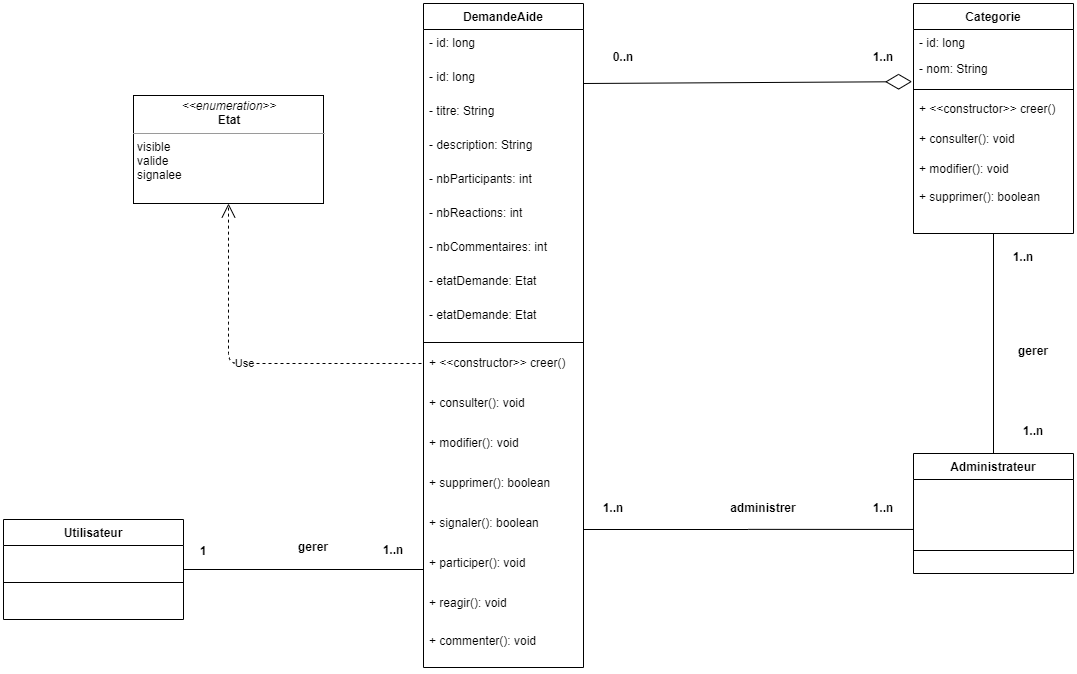 DemandeAide
- id: long
- id: long
- titre: String
- description: String
- nbParticipants: int
- nbReactions: int
- nbCommentaires: int
- etatDemande: Etat
- etatDemande: Etat
+ <<constructor>> creer()
+ consulter(): void
+ modifier(): void
+ supprimer(): boolean
+ signaler(): boolean
+ participer(): void
+ reagir(): void
+ commenter(): void
0..n
1..n
Categorie
- id: long
- nom: String
+ <<constructor>> creer()
+ consulter(): void
+ modifier(): void
+ supprimer(): boolean
<<enumeration>>
Etat
visible
valide
signalee
Use
1..n
gerer
1..n
Administrateur
1..n
administrer
1..n
Utilisateur
1
gerer
1..n